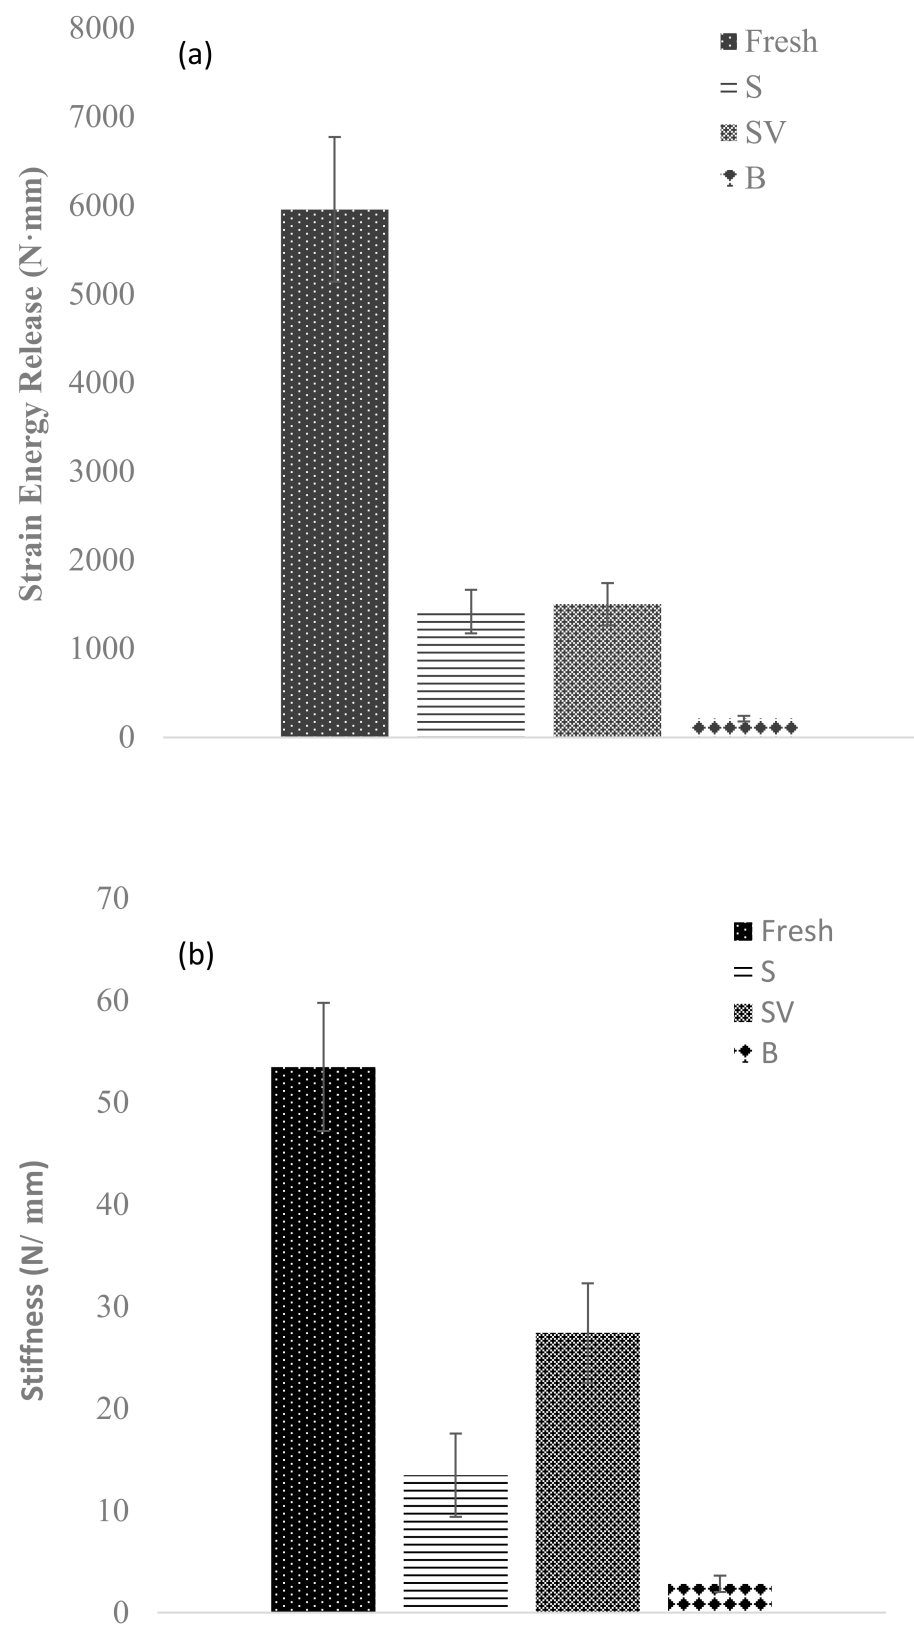 8000
(a)
Fresh
S
SV
B
7000
6000
5000
4000
3000
2000
1000
0
Strain Energy Release (N·mm)
70
(b)
Fresh
S
SV
B
60
50
40
30
20
10
0
Stiffness (N/ mm)